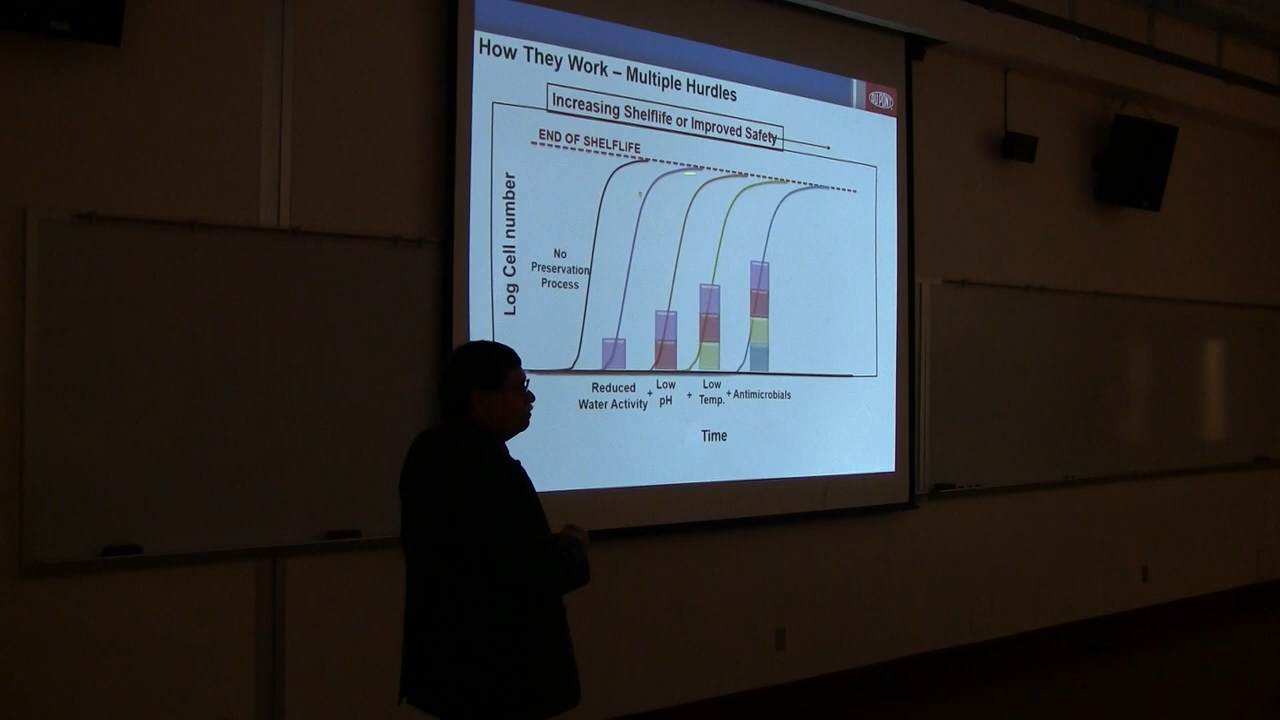 How They Work – Multiple Hurdles
DUPONT
Increasing Shelflife or Improved Safety
END OF SHELFLIFE
Log Cell number
No
Preservation
Process
Reduced
Water Activity
+
Low
pH
+
Low
Temp.
+
Antimicrobials
Time